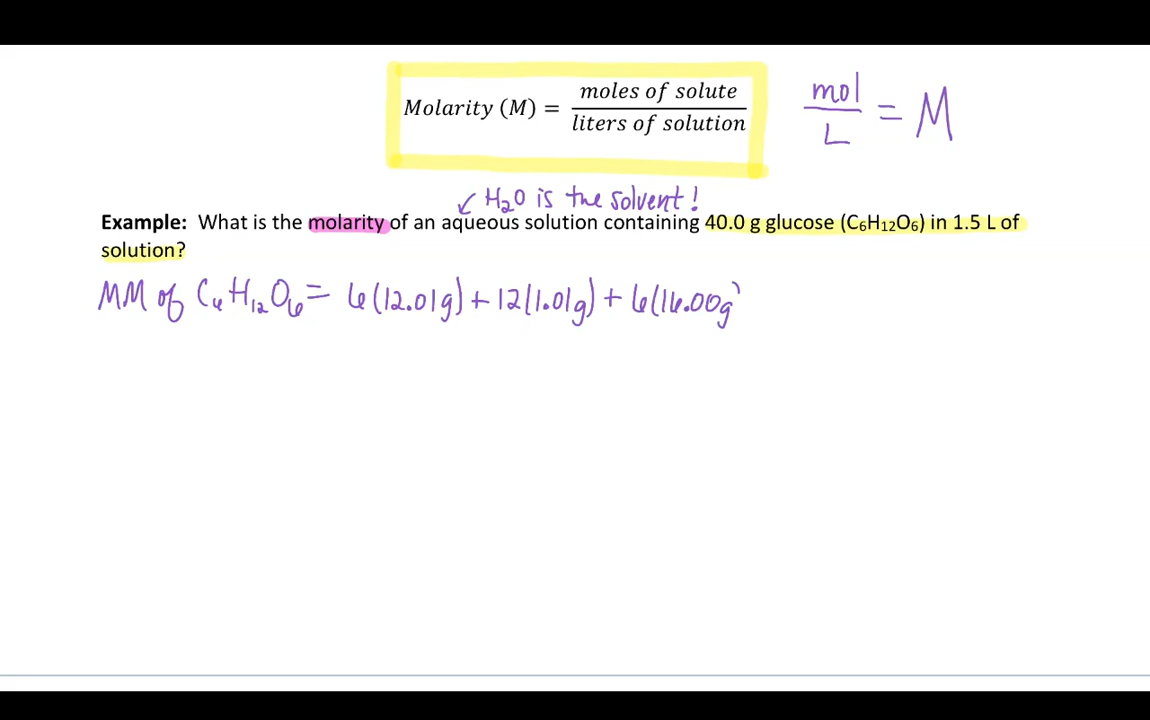 Molarity (M) = moles of solute / liters of solution
mol / L = M
↙ H₂O is the solvent!
Example: What is the molarity of an aqueous solution containing 40.0 g glucose (C₆H₁₂O₆) in 1.5 L of
solution?
MM of C₆H₁₂O₆ = 6(12.01g) + 12(1.01g) + 6(16.00g)